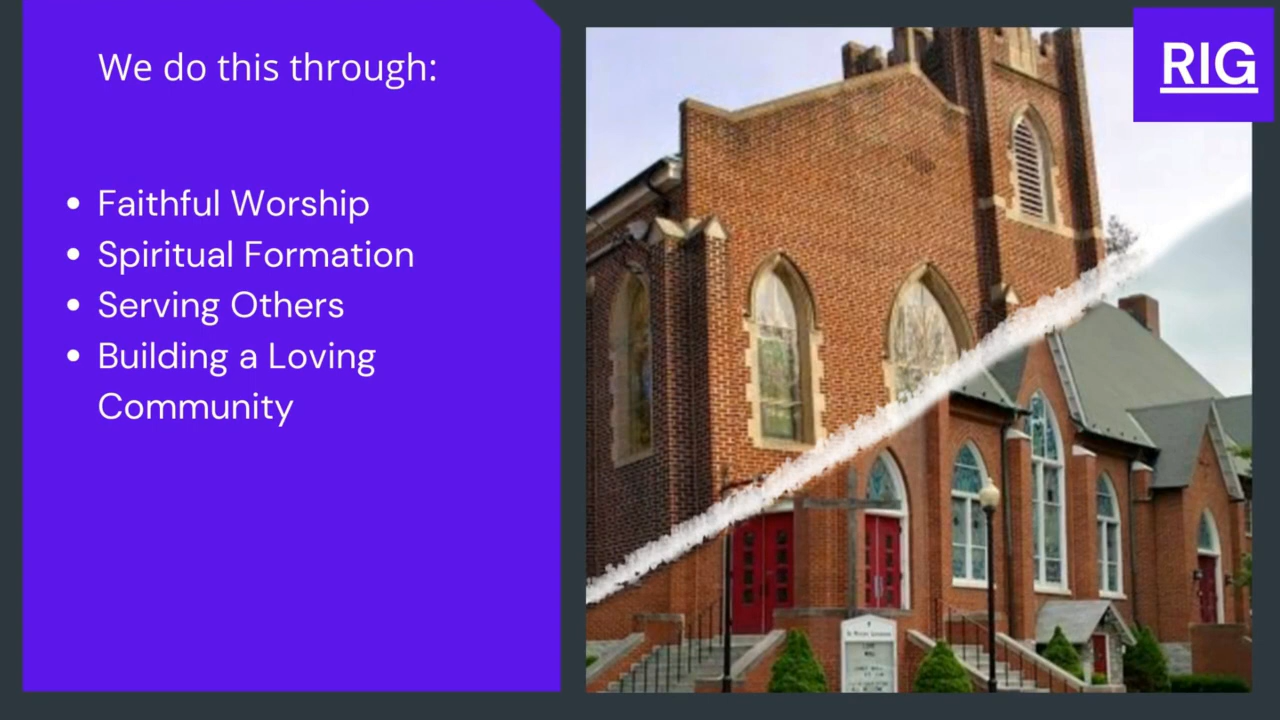 We do this through:
RIG
• Faithful Worship
• Spiritual Formation
• Serving Others
• Building a Loving
Community